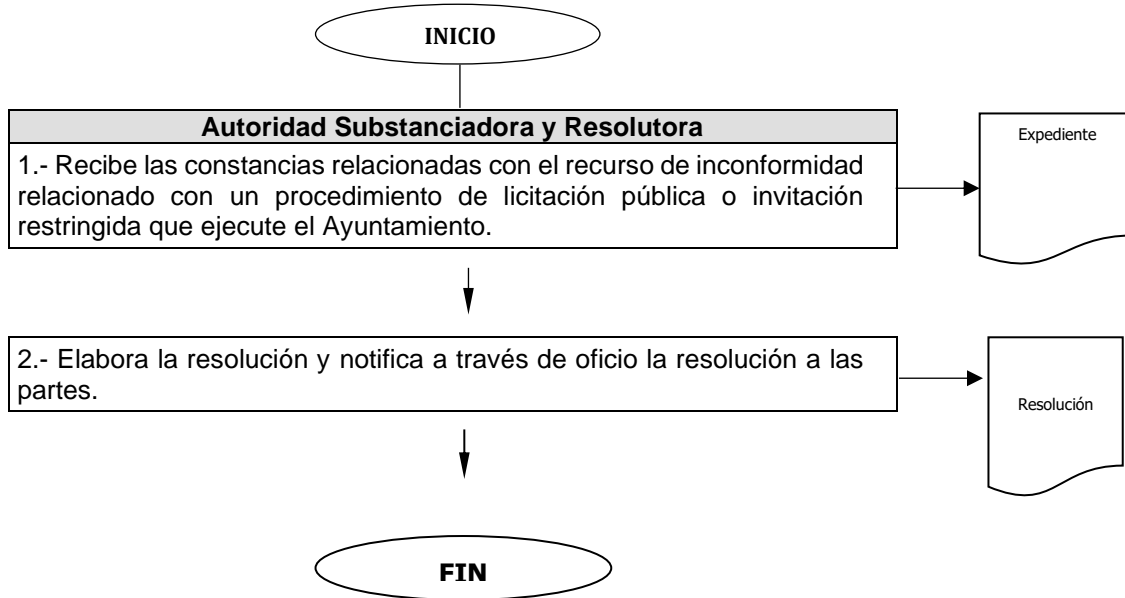 INICIO
Autoridad Substanciadora y Resolutora
1.- Recibe las constancias relacionadas con el recurso de inconformidad
relacionado con un procedimiento de licitación pública o invitación
restringida que ejecute el Ayuntamiento.
Expediente
2.- Elabora la resolución y notifica a través de oficio la resolución a las
partes.
Resolución
FIN